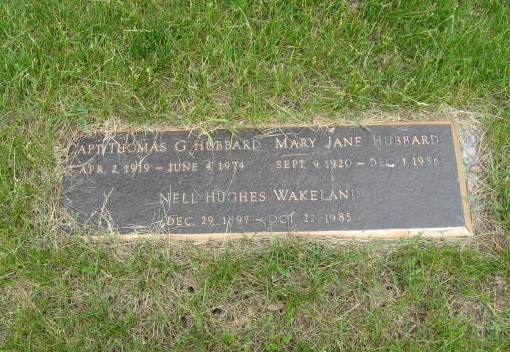 CAPT. THOMAS G. HUBBARD MARY JANE HUBBARD
APR. 2, 1919 – JUNE 4, 1974 SEPT. 9, 1920 – DEC. 1, 1986
NELL HUGHES WAKELAND
DEC. 29, 1897 – OCT. 22, 1985